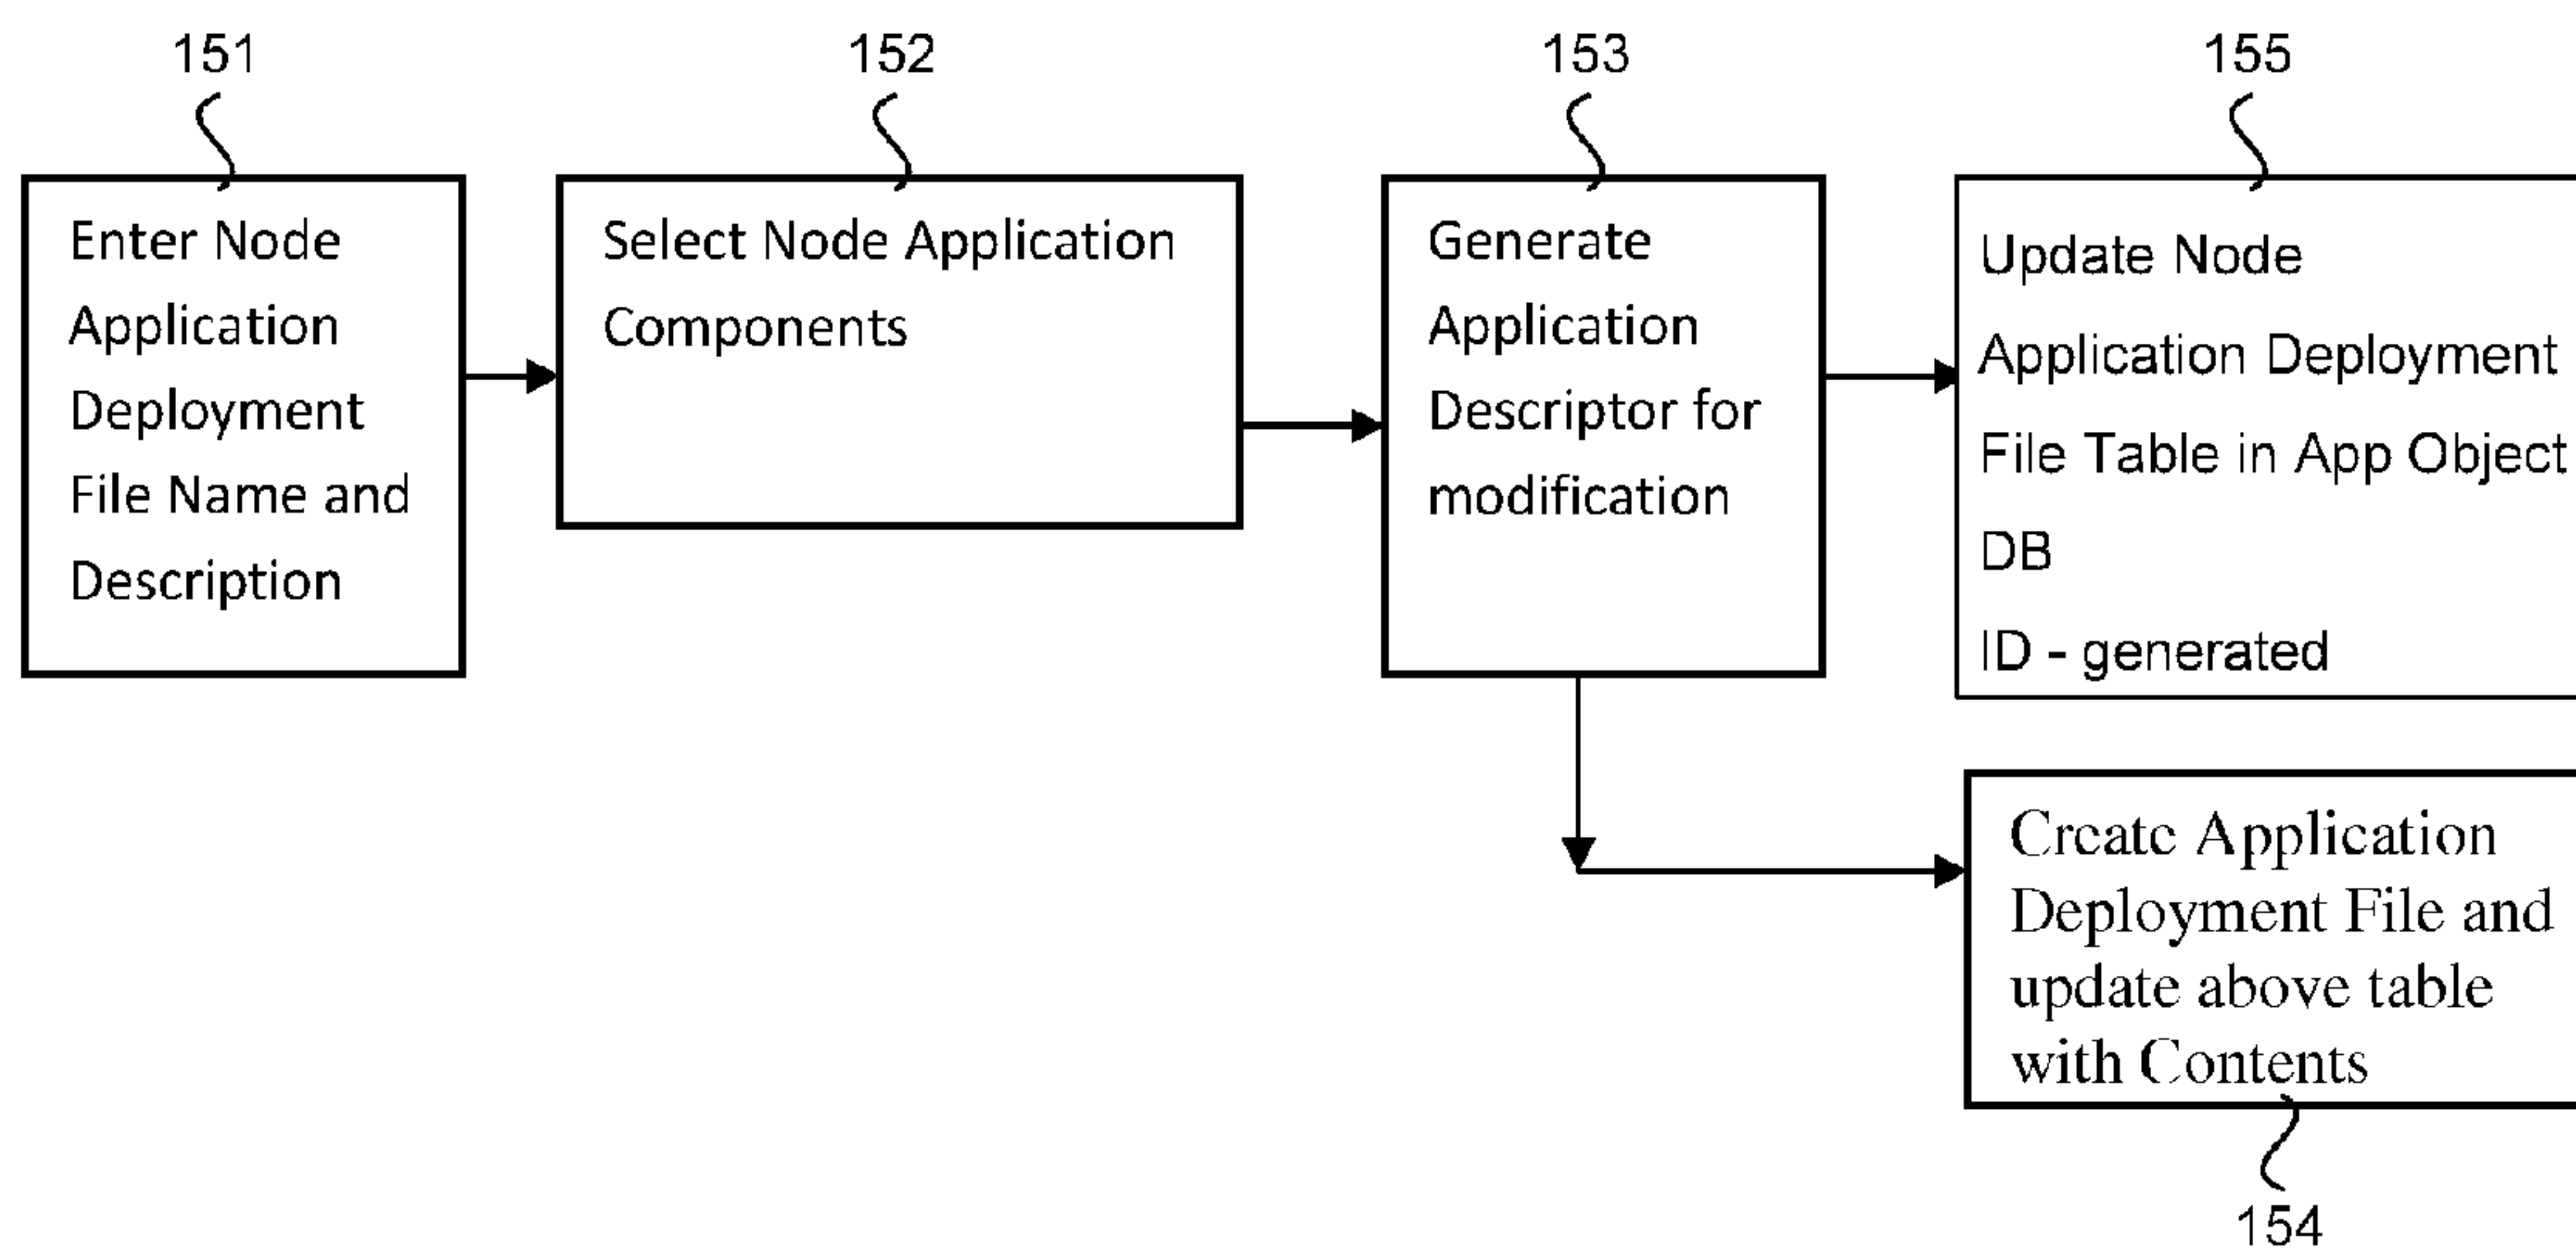 151
152
153
155
Enter Node
Application
Deployment
File Name and
Description
Select Node Application
Components
Generate
Application
Descriptor for
modification
Update Node
Application Deployment
File Table in App Object
DB
ID - generated
Create Application
Deployment File and
update above table
with Contents
154